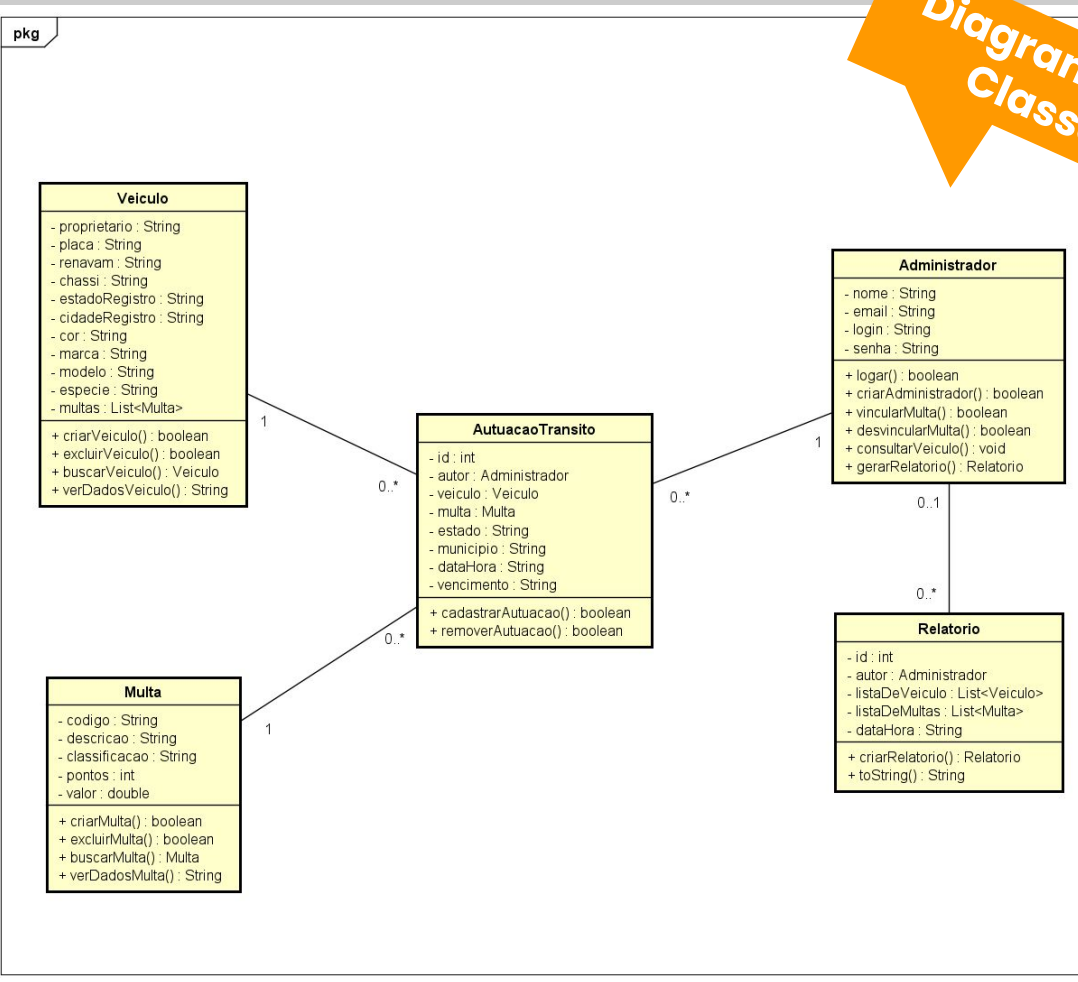 pkg
Diagran
Class
Veiculo
- proprietario : String
- placa : String
- renavam : String
- chassi : String
- estadoRegistro : String
- cidadeRegistro : String
- cor : String
- marca : String
- modelo : String
- especie : String
- multas : List<Multa>
+ criarVeiculo() : boolean
+ excluirVeiculo() : boolean
+ buscarVeiculo() : Veiculo
+ verDadosVeiculo() : String
1
0..*
AutuacaoTransito
- id : int
- autor : Administrador
- veiculo : Veiculo
- multa : Multa
- estado : String
- municipio : String
- dataHora : String
- vencimento : String
+ cadastrarAutuacao() : boolean
+ removerAutuacao() : boolean
0..*
1
Administrador
- nome : String
- email : String
- login : String
- senha : String
+ logar() : boolean
+ criarAdministrador() : boolean
+ vincularMulta() : boolean
+ desvincularMulta() : boolean
+ consultarVeiculo() : void
+ gerarRelatorio() : Relatorio
0..1
0..*
Relatorio
- id : int
- autor : Administrador
- listaDeVeiculo : List<Veiculo>
- listaDeMultas : List<Multa>
- dataHora : String
+ criarRelatorio() : Relatorio
+ toString() : String
0..*
1
Multa
- codigo : String
- descricao : String
- classificacao : String
- pontos : int
- valor : double
+ criarMulta() : boolean
+ excluirMulta() : boolean
+ buscarMulta() : Multa
+ verDadosMulta() : String